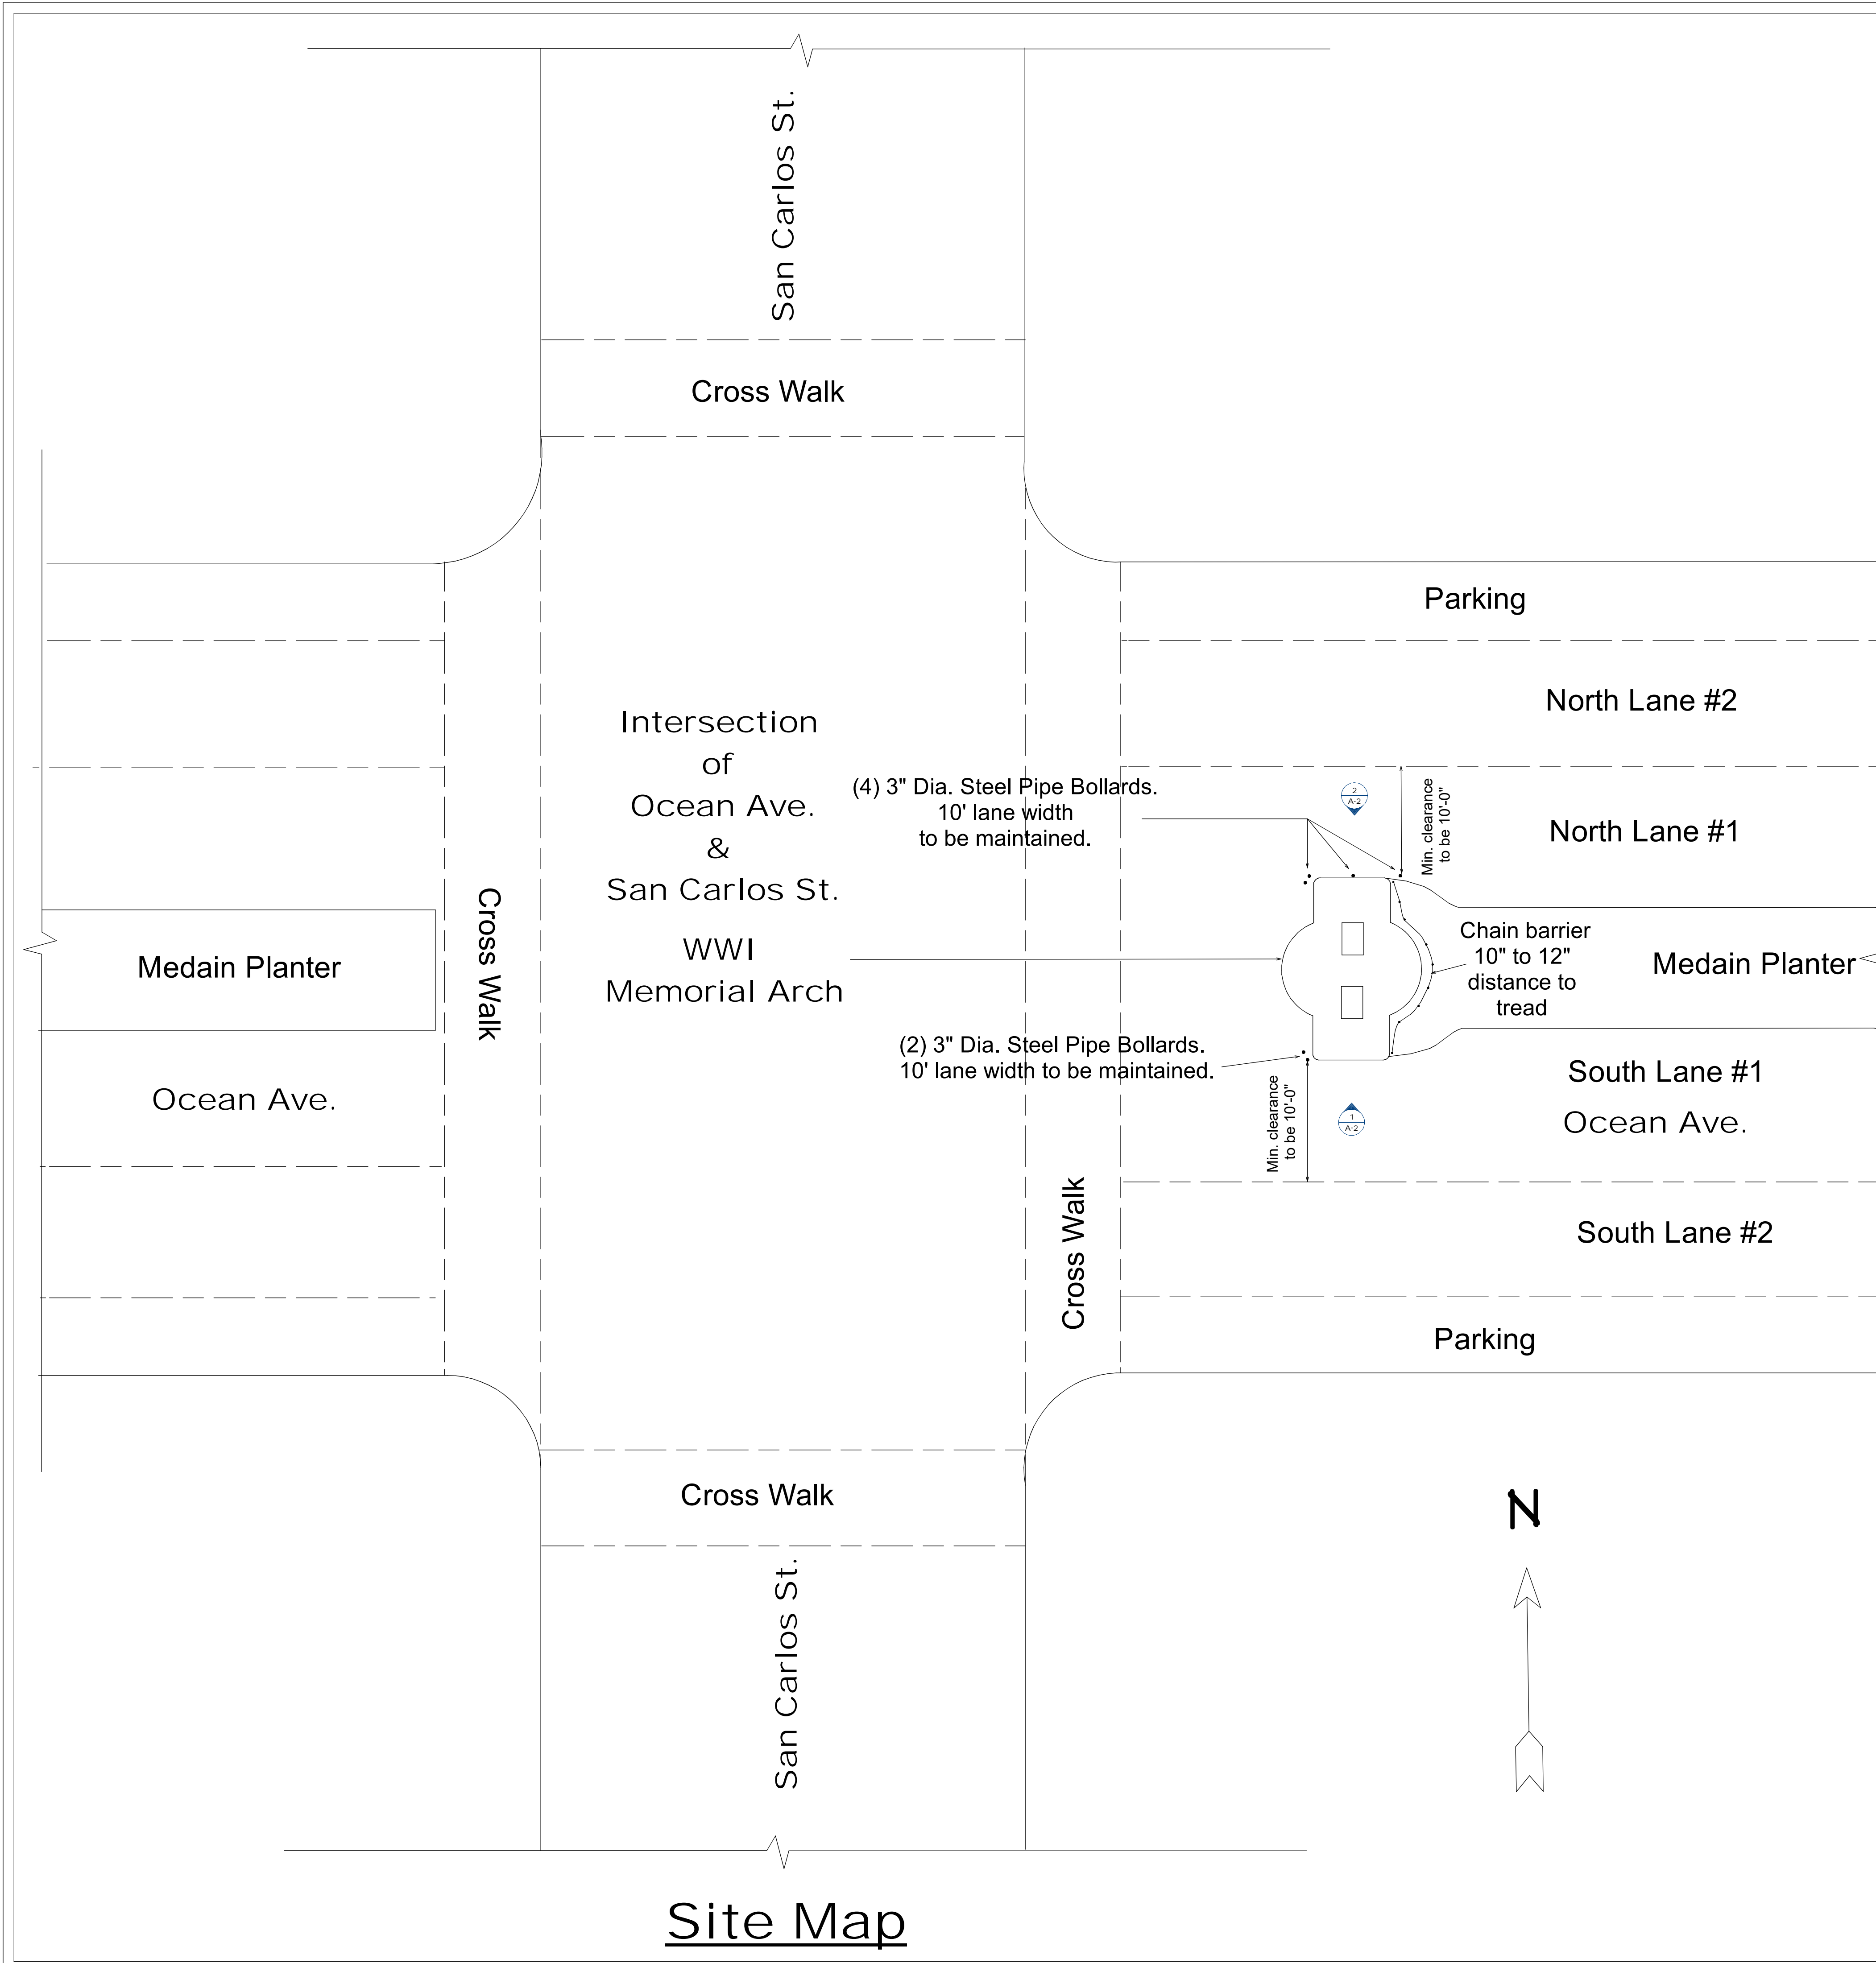 San Carlos St.
Cross Walk
Parking
North Lane #2
Intersection
of
Ocean Ave.
&
San Carlos St.
WWI
Memorial Arch
(4) 3" Dia. Steel Pipe Bollards.
10' lane width
to be maintained.
2
A-2
Min. clearance
to be 10'-0"
North Lane #1
Cross Walk
Medain Planter
Chain barrier
10" to 12"
distance to
tread
Medain Planter
(2) 3" Dia. Steel Pipe Bollards.
10' lane width to be maintained.
Ocean Ave.
Min. clearance
to be 10'-0"
1
A-2
South Lane #1
Ocean Ave.
Cross Walk
South Lane #2
Parking
Cross Walk
N
San Carlos St.
Site Map